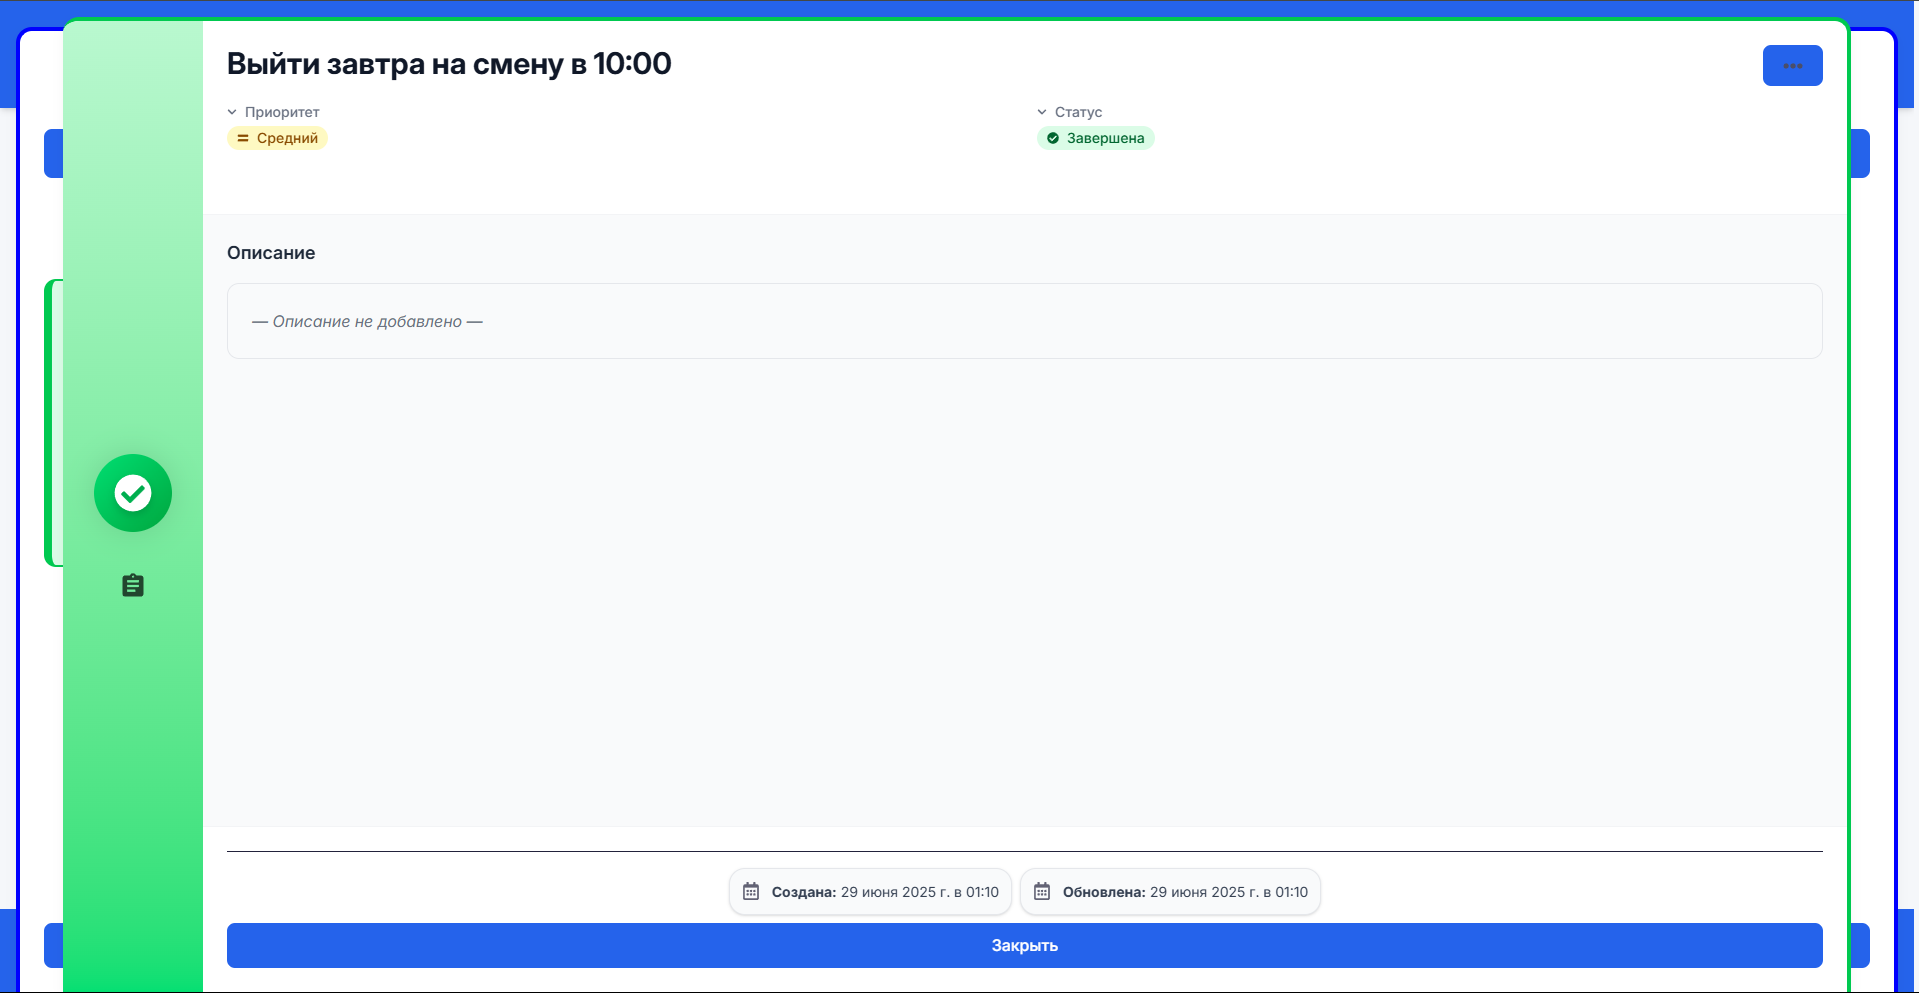 Выйти завтра на смену в 10:00
Приоритет
Статус
Средний
Завершена
Описание
— Описание не добавлено —
Создана: 29 июня 2025 г. в 01:10
Обновлена: 29 июня 2025 г. в 01:10
Закрыть